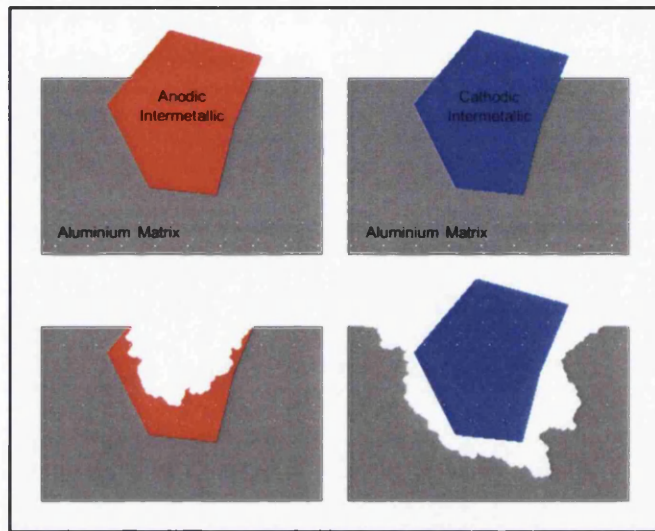 Anodic
Intermetallic
Cathodic
Intermetallic
Aluminium Matrix
Aluminium Matrix